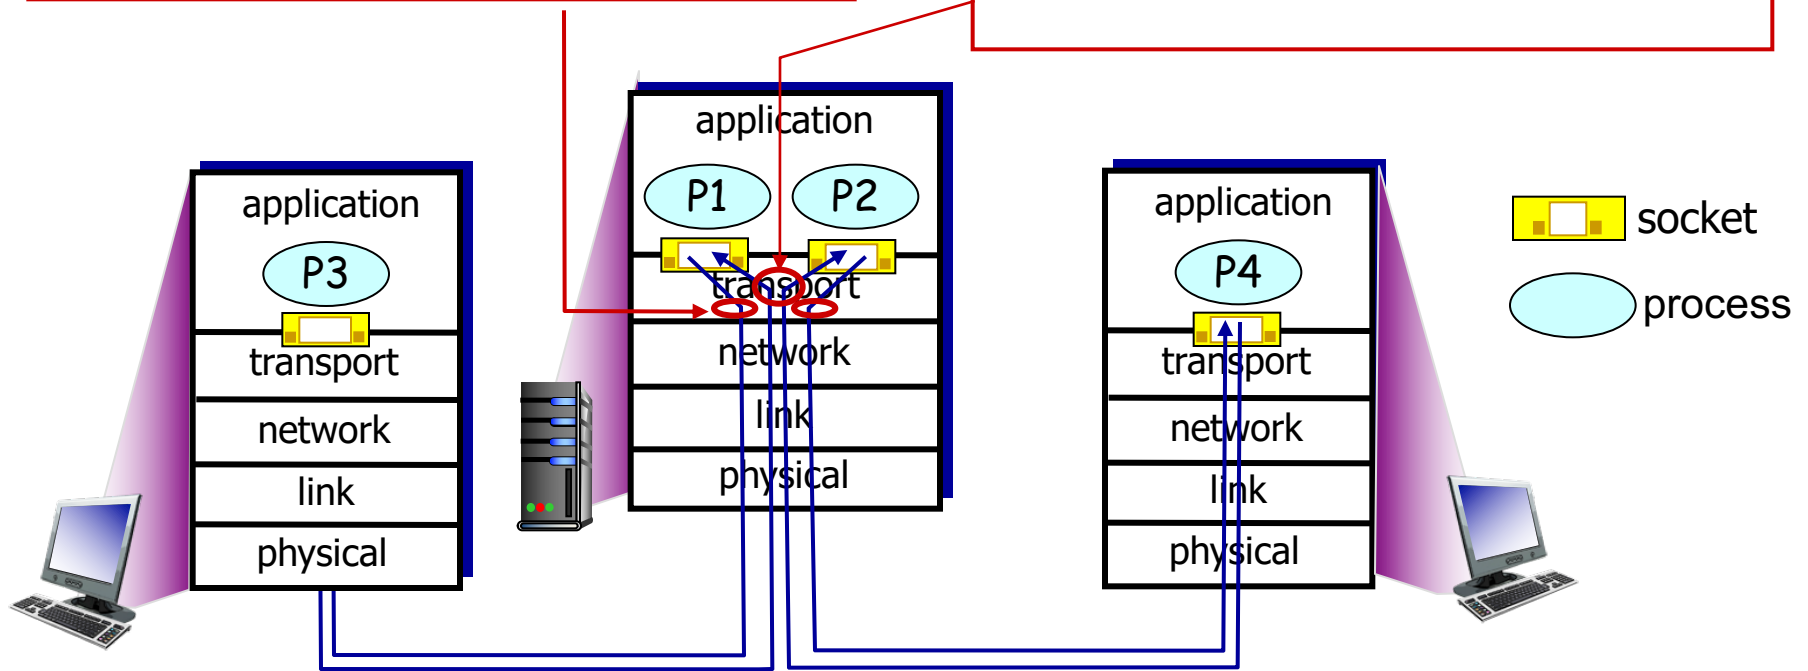 application
P1
P2
transport
network
link
physical
application
P3
transport
network
link
physical
application
P4
transport
network
link
physical
socket
process